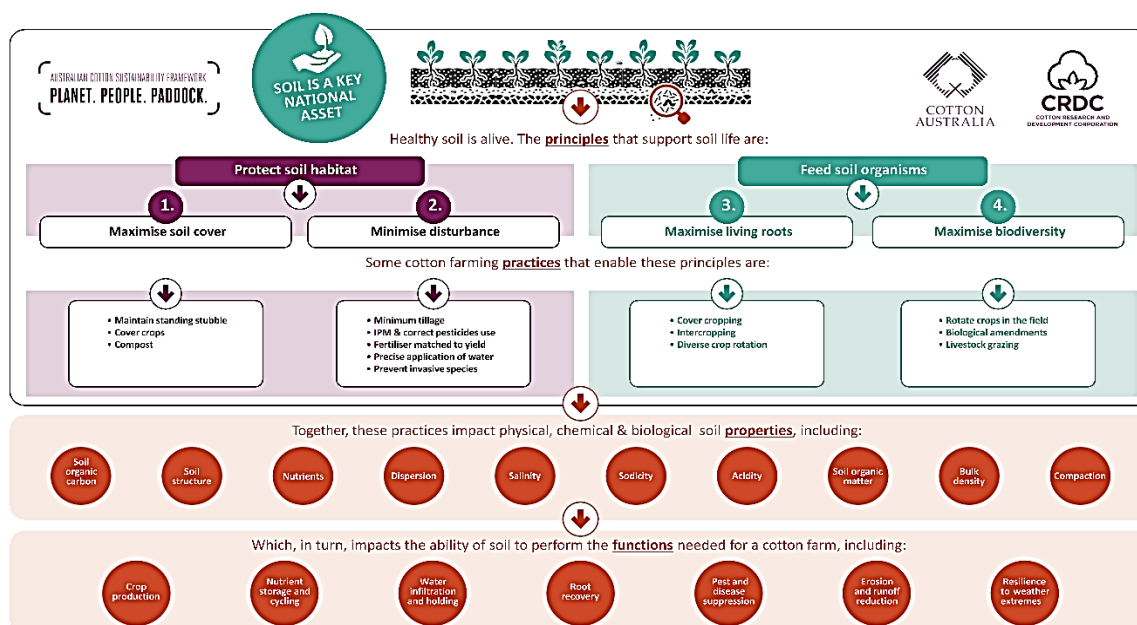 AUSTRALIAN COTTON SUSTAINABILITY FRAMEWORK
PLANET. PEOPLE. PADDOCK.
SOIL IS A KEY
NATIONAL
ASSET
COTTON
AUSTRALIA
CRDC
COTTON RESEARCH AND
DEVELOPMENT CORPORATION
Healthy soil is alive. The principles that support soil life are:
Protect soil habitat
Feed soil organisms
1.
Maximise soil cover
2.
Minimise disturbance
3.
Maximise living roots
4.
Maximise biodiversity
Some cotton farming practices that enable these principles are:
• Maintain standing stubble
• Cover crops
• Compost
• Minimum tillage
• IPM & correct pesticides use
• Fertiliser matched to yield
• Precise application of water
• Prevent invasive species
• Cover cropping
• Intercropping
• Diverse crop rotation
• Rotate crops in the field
• Biological amendments
• Livestock grazing
Together, these practices impact physical, chemical & biological soil properties, including:
Soil
organic
carbon
Soil
structure
Nutrients
Dispersion
Salinity
Sodicity
Acidity
Soil organic
matter
Bulk
density
Compaction
Which, in turn, impacts the ability of soil to perform the functions needed for a cotton farm, including:
Crop
production
Nutrient
storage and
cycling
Water
infiltration
and holding
Root
recovery
Pest and
disease
suppression
Erosion
and runoff
reduction
Resilience
to weather
extremes